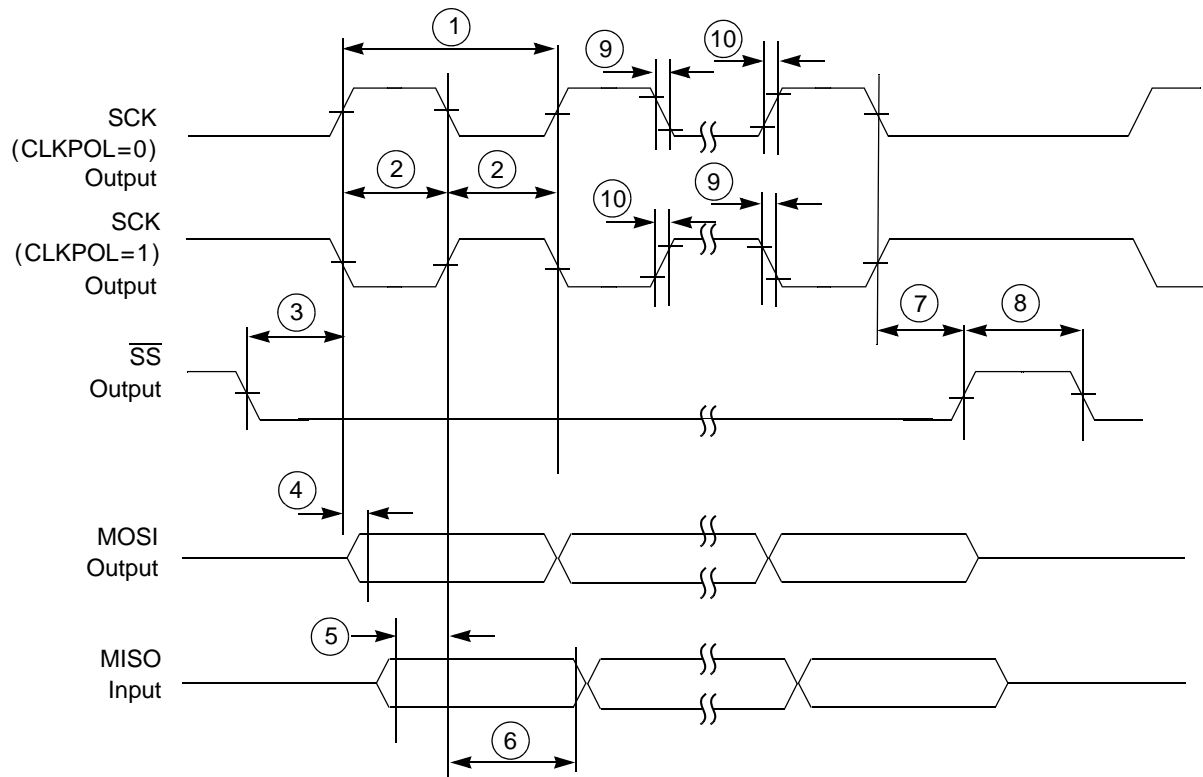 1
9
10
SCK
(CLKPOL=0)
Output
2
2
9
10
SCK
(CLKPOL=1)
Output
3
7
8
SS
Output
4
MOSI
Output
5
MISO
Input
6